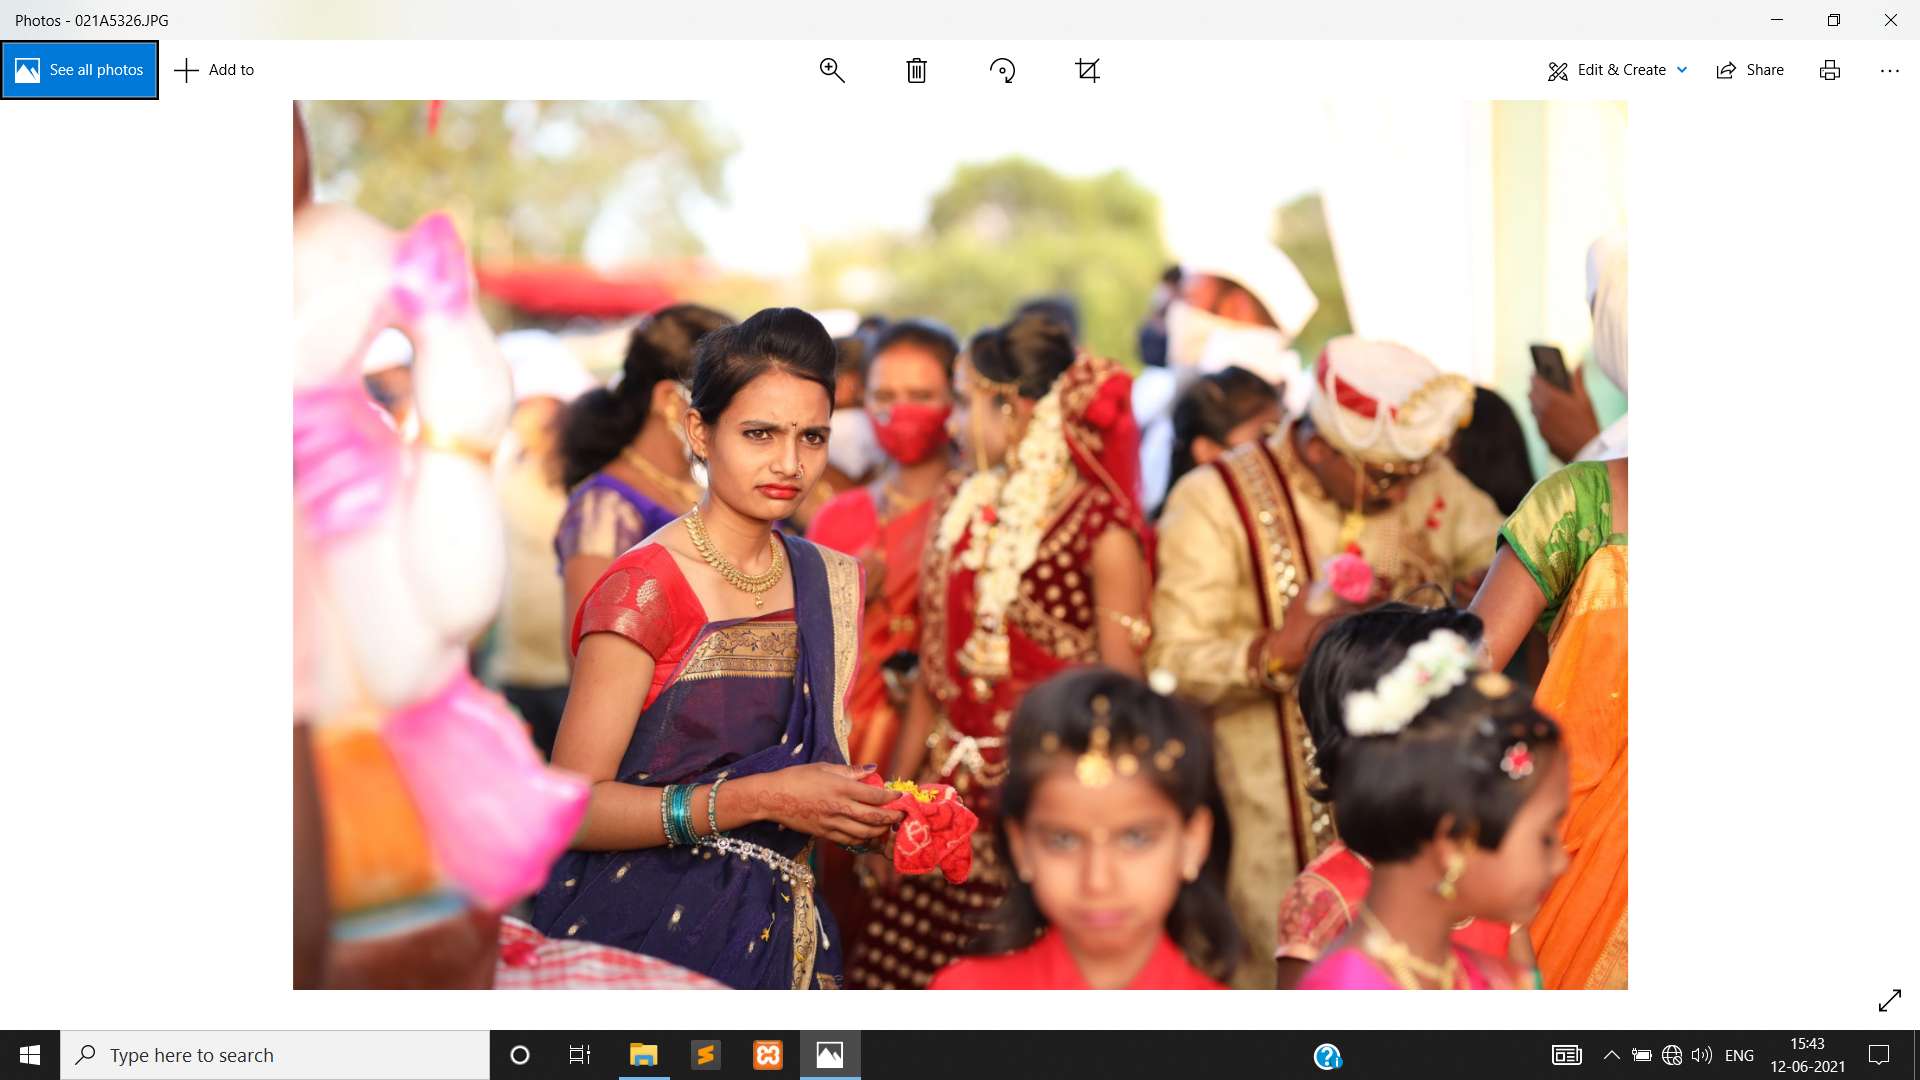 Photos - 021A5326.JPG
See all photos
Add to
Edit & Create
Share
Type here to search
ENG
15:43
12-06-2021